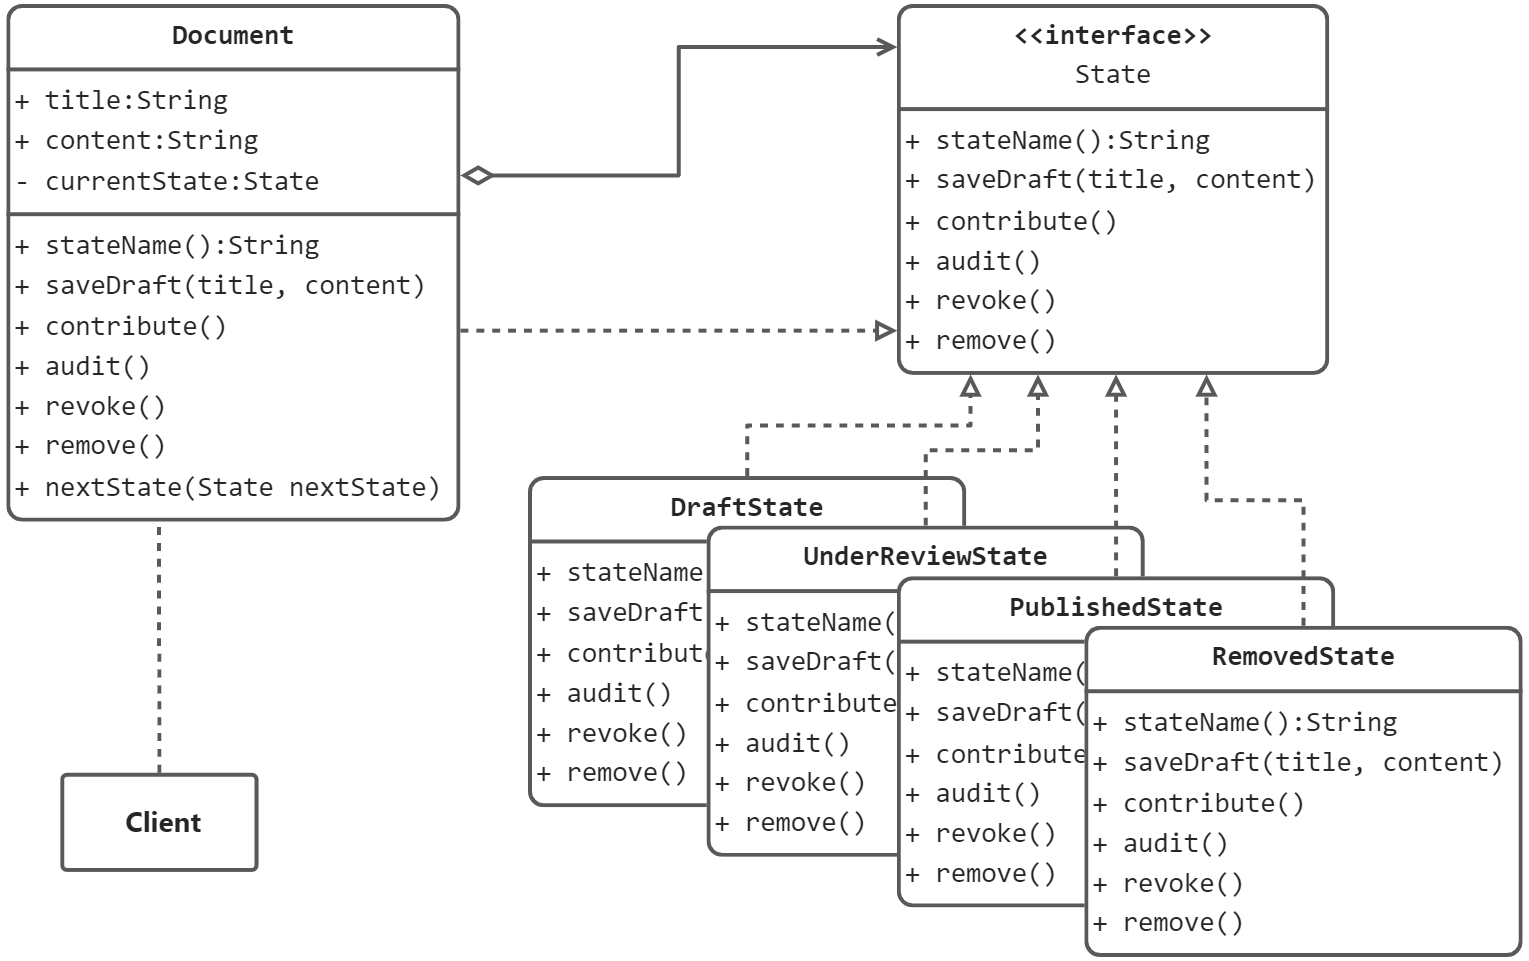 Document
+ title:String
+ content:String
- currentState:State
+ stateName():String
+ saveDraft(title, content)
+ contribute()
+ audit()
+ revoke()
+ remove()
+ nextState(State nextState)
<<interface>>
State
+ stateName():String
+ saveDraft(title, content)
+ contribute()
+ audit()
+ revoke()
+ remove()
DraftState
+ stateName
+ saveDraft
+ contribut
+ audit()
+ revoke()
+ remove()
UnderReviewState
+ stateName(
+ saveDraft(
+ contribute
+ audit()
+ revoke()
+ remove()
PublishedState
+ stateName(
+ saveDraft(
+ contribute
+ audit()
+ revoke()
+ remove()
RemovedState
+ stateName():String
+ saveDraft(title, content)
+ contribute()
+ audit()
+ revoke()
+ remove()
Client